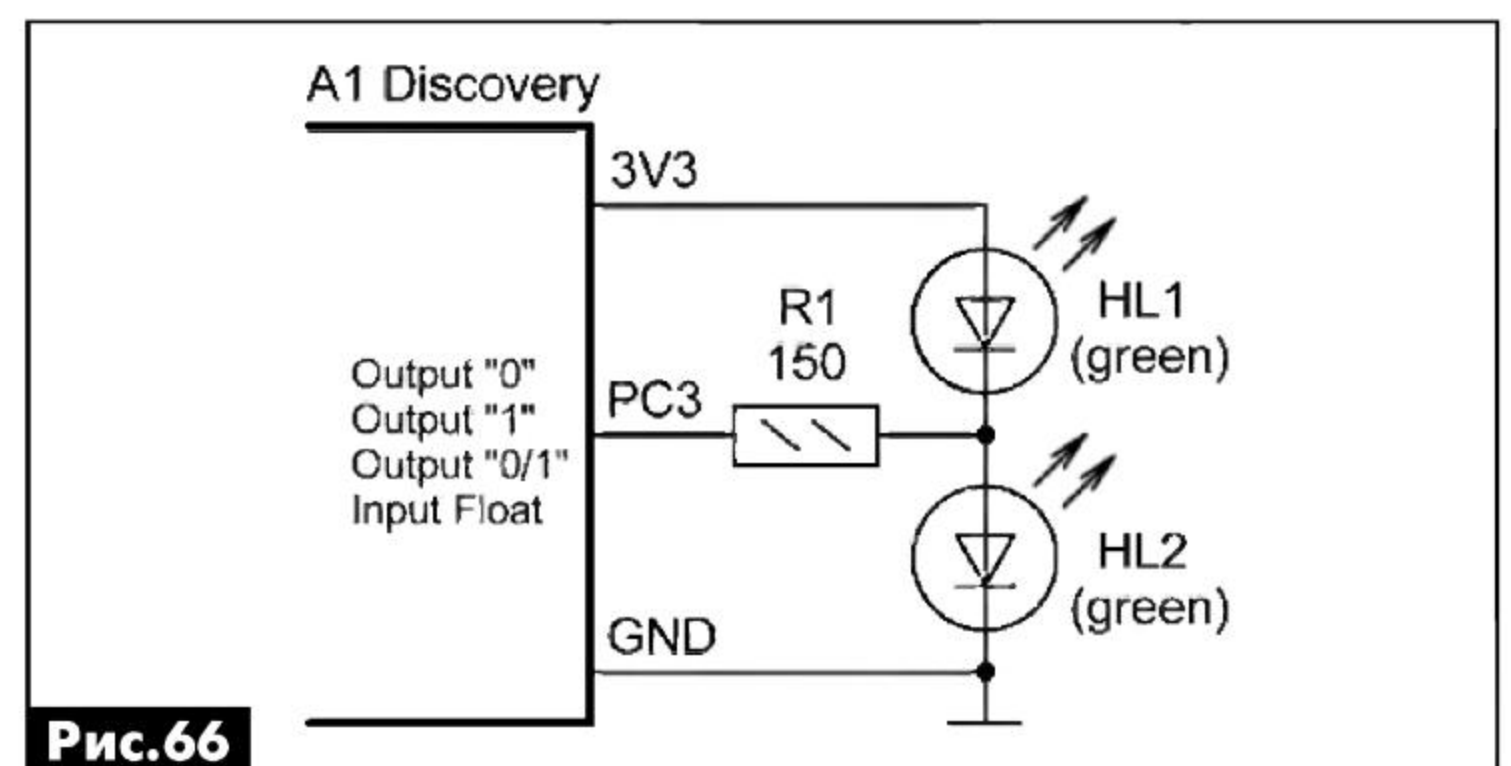 A1 Discovery
3V3
HL1
(green)
R1
150
Output "0"
Output "1"
Output "0/1"
Input Float
PC3
HL2
(green)
GND
Рис.66